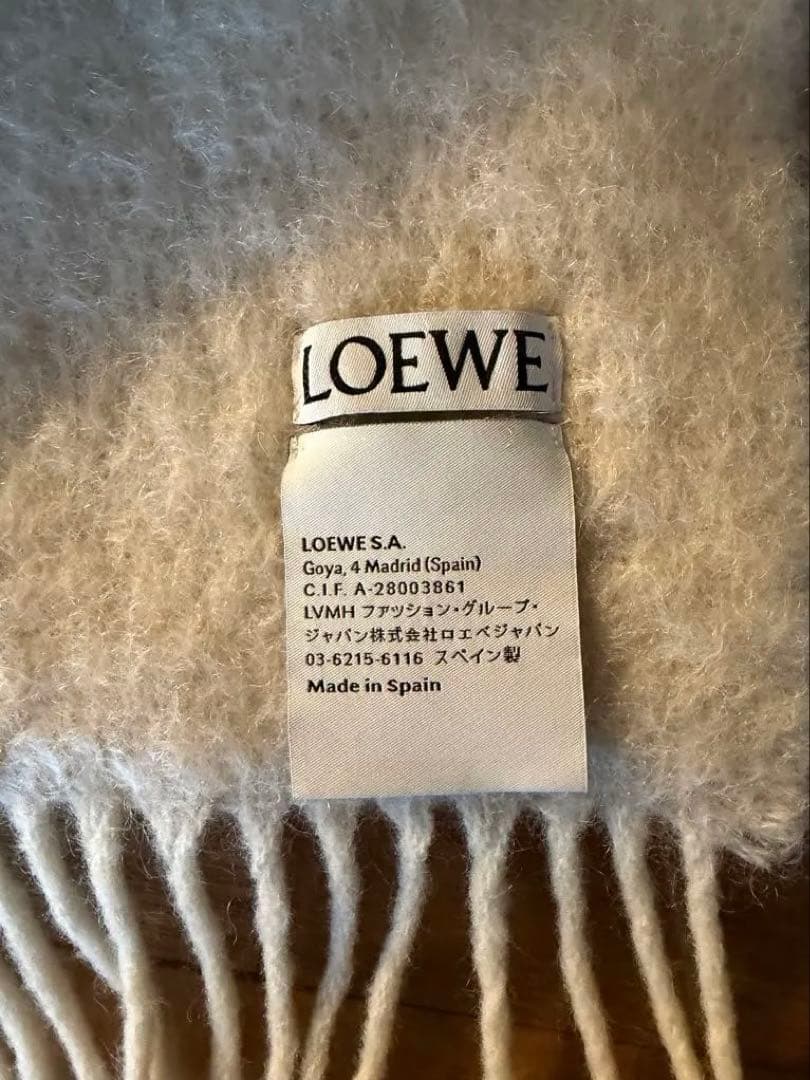 LOEWE
LOEWE S.A.
Goya, 4 Madrid (Spain)
C.I.F. A-28003861
LVMH ファッション・グループ・
ジャパン株式会社ロエベジャパン
03-6215-6116 スペイン製
Made in Spain